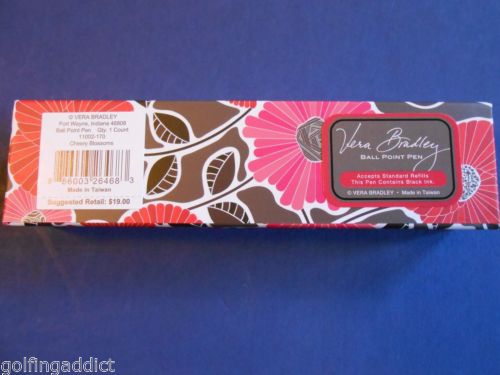 © VERA BRADLEY
Fort Wayne, Indiana 46808
Ball Point Pen Qty: 1 Count
11002-170
Cheery Blossoms
8 86003 26468 3
Made in Taiwan
Suggested Retail: $19.00
Vera Bradley
BALL POINT PEN
Accepts Standard Refills
This Pen Contains Black Ink.
© VERA BRADLEY • Made in Taiwan
golfingaddict